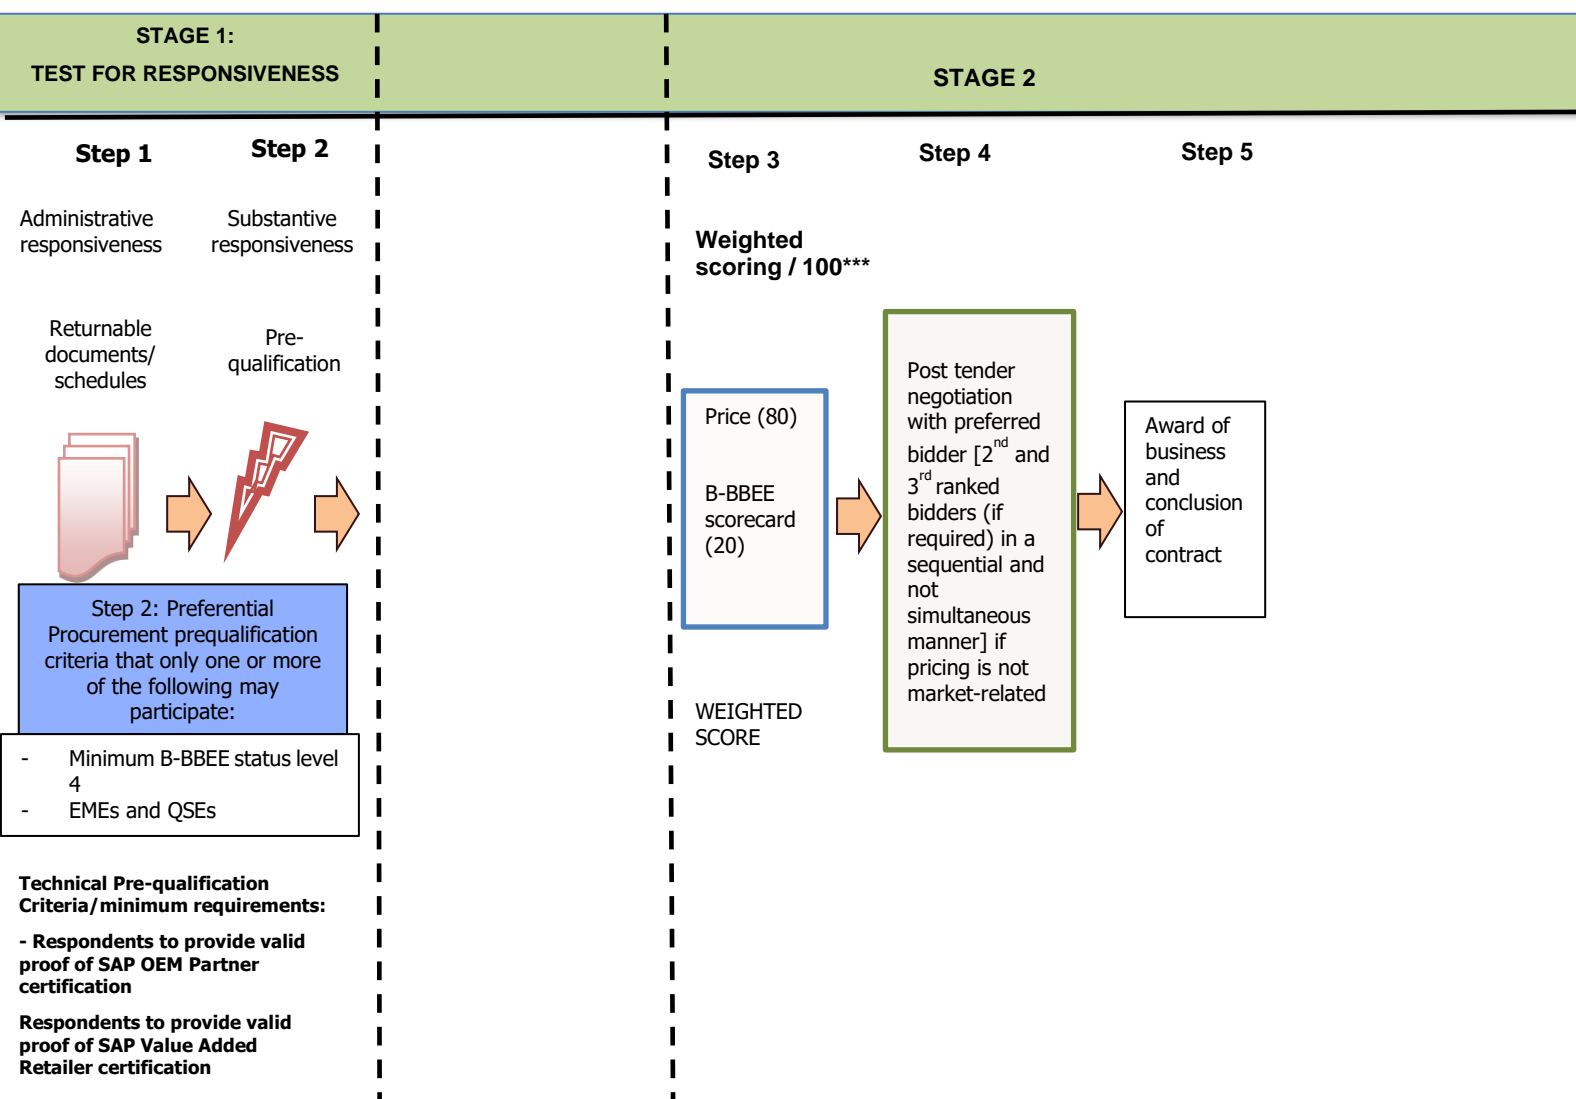 STAGE 1:
TEST FOR RESPONSIVENESS
STAGE 2
Step 1
Step 2
Step 3
Step 4
Step 5
Administrative
responsiveness
Substantive
responsiveness
Weighted
scoring / 100***
Returnable
documents/
schedules
Pre-
qualification
Price (80)
B-BBEE
scorecard
(20)
Post tender
negotiation
with preferred
bidder [2nd and
3rd ranked
bidders (if
required) in a
sequential and
not
simultaneous
manner] if
pricing is not
market-related
Award of
business
and
conclusion
of
contract
Step 2: Preferential
Procurement prequalification
criteria that only one or more
of the following may
participate:
- Minimum B-BBEE status level
4
- EMEs and QSEs
WEIGHTED
SCORE
Technical Pre-qualification
Criteria/minimum requirements:
- Respondents to provide valid
proof of SAP OEM Partner
certification
Respondents to provide valid
proof of SAP Value Added
Retailer certification